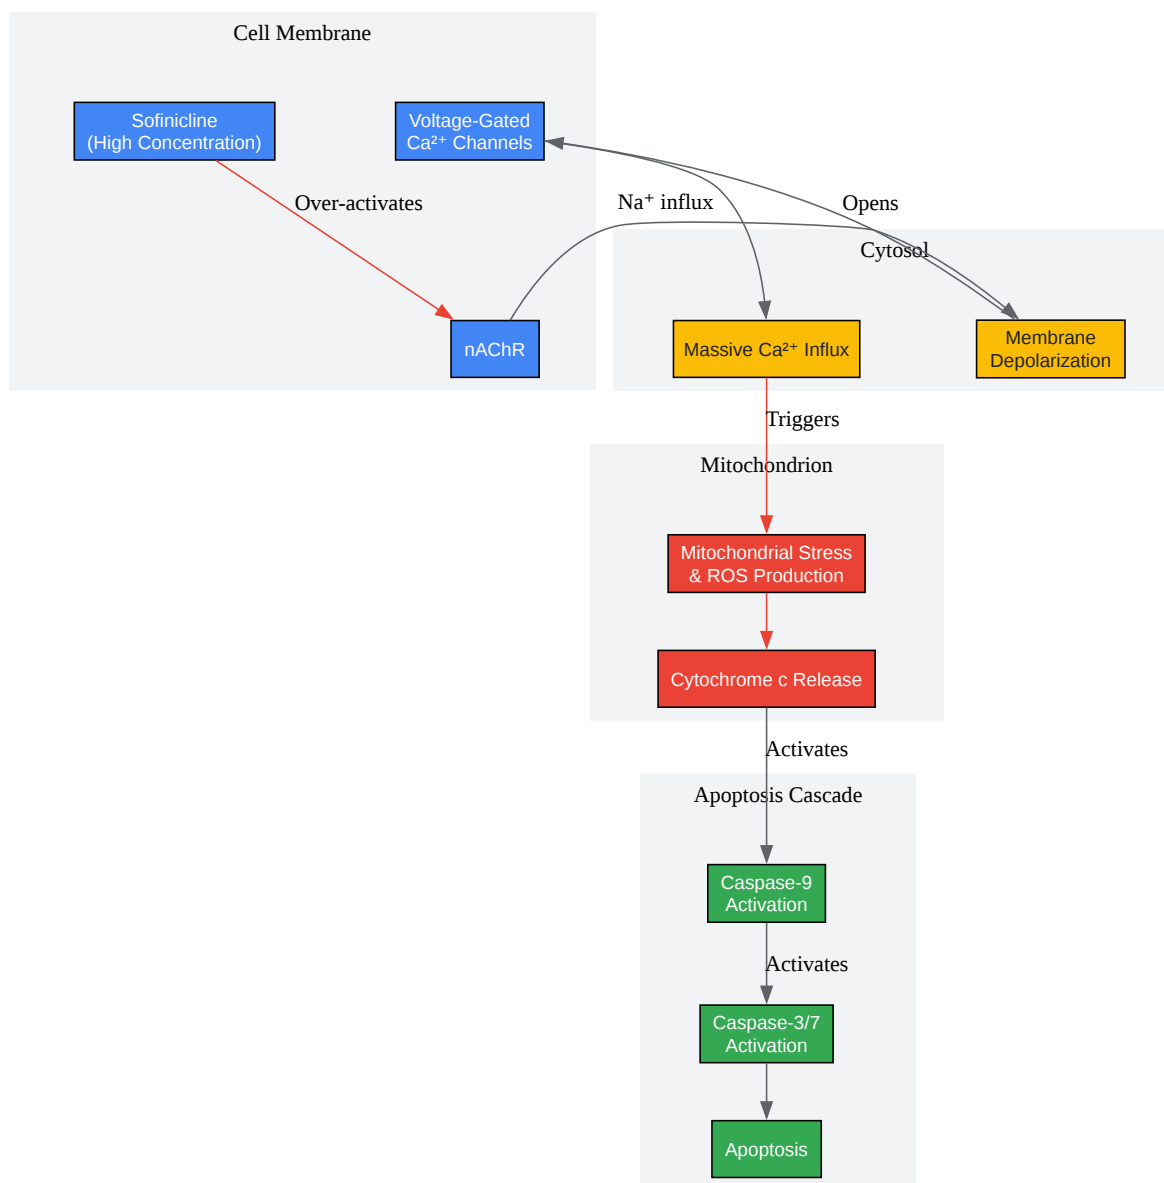 Cell Membrane
Sofinicline
(High Concentration)
Voltage-Gated
Ca²⁺ Channels
Over-activates
Na⁺ influx
Opens
Cytosol
nAChR
Massive Ca²⁺ Influx
Membrane
Depolarization
Triggers
Mitochondrion
Mitochondrial Stress
& ROS Production
Cytochrome c Release
Activates
Apoptosis Cascade
Caspase-9
Activation
Activates
Caspase-3/7
Activation
Apoptosis